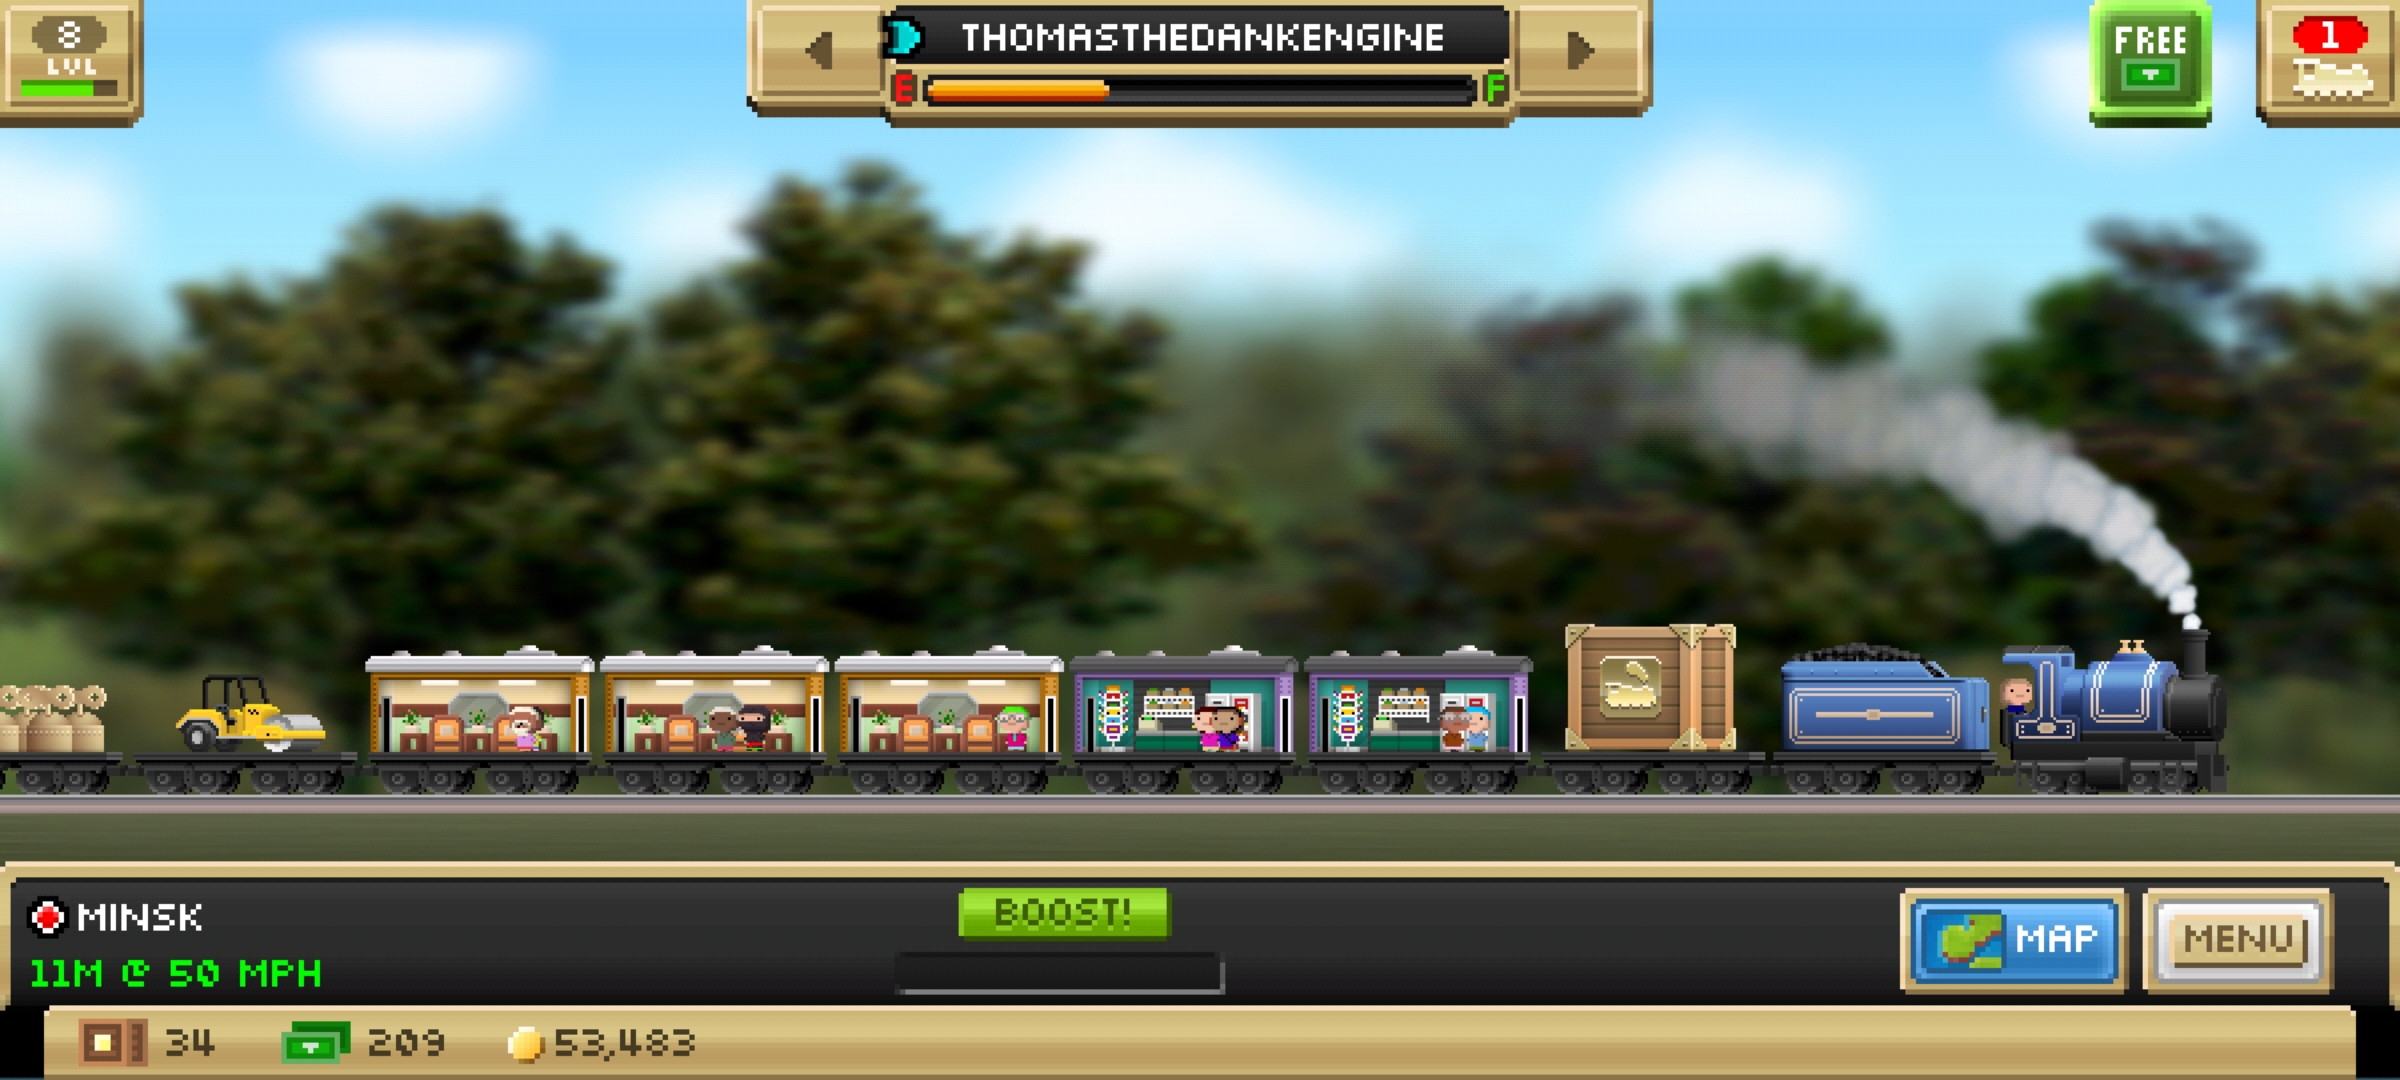 8
LVL
THOMASTHEDANKENGINE
E F
FREE
1
MINSK
11M @ 50 MPH
BOOST!
MAP
MENU
34 209 53,483